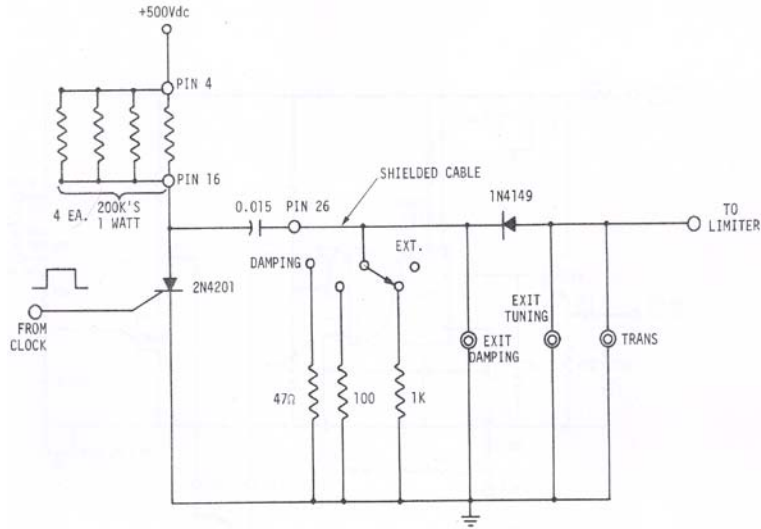 +500Vdc
PIN 4
PIN 16
4 EA. 200K'S
1 WATT
0.015 PIN 26
SHIELDED CABLE
1N4149
TO
LIMITER
EXT.
DAMPING
2N4201
FROM
CLOCK
EXIT
TUNING
EXIT
DAMPING
TRANS
47Ω
100
1K